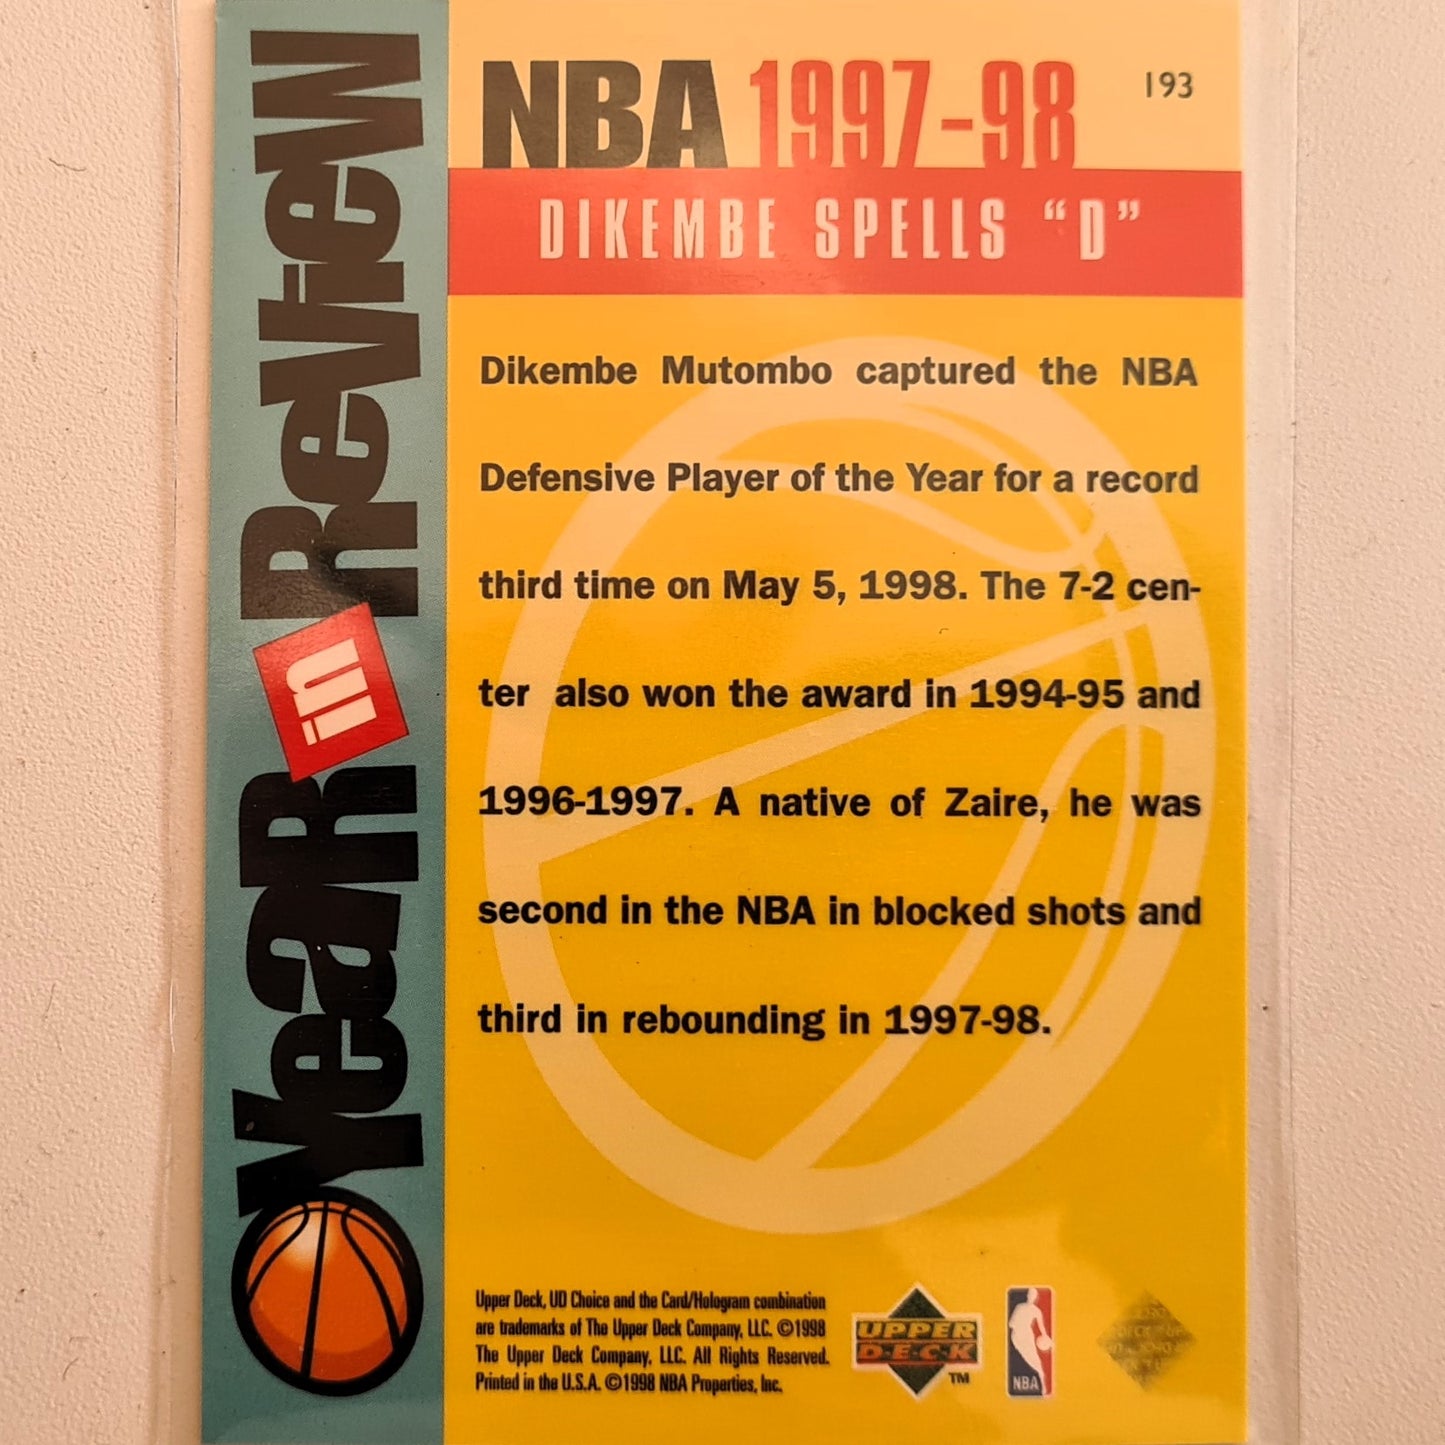 YeaR in ReVieW
NBA 1997-98
193
DIKEMBE SPELLS “D”
Dikembe Mutombo captured the NBA
Defensive Player of the Year for a record
third time on May 5, 1998. The 7-2 cen-
ter also won the award in 1994-95 and
1996-1997. A native of Zaire, he was
second in the NBA in blocked shots and
third in rebounding in 1997-98.
Upper Deck, UD Choice and the Card/Hologram combination
are trademarks of The Upper Deck Company, LLC. ©1998
The Upper Deck Company, LLC. All Rights Reserved.
Printed in the U.S.A. ©1998 NBA Properties, Inc.
UPPER
D·E·C·K
™
NBA